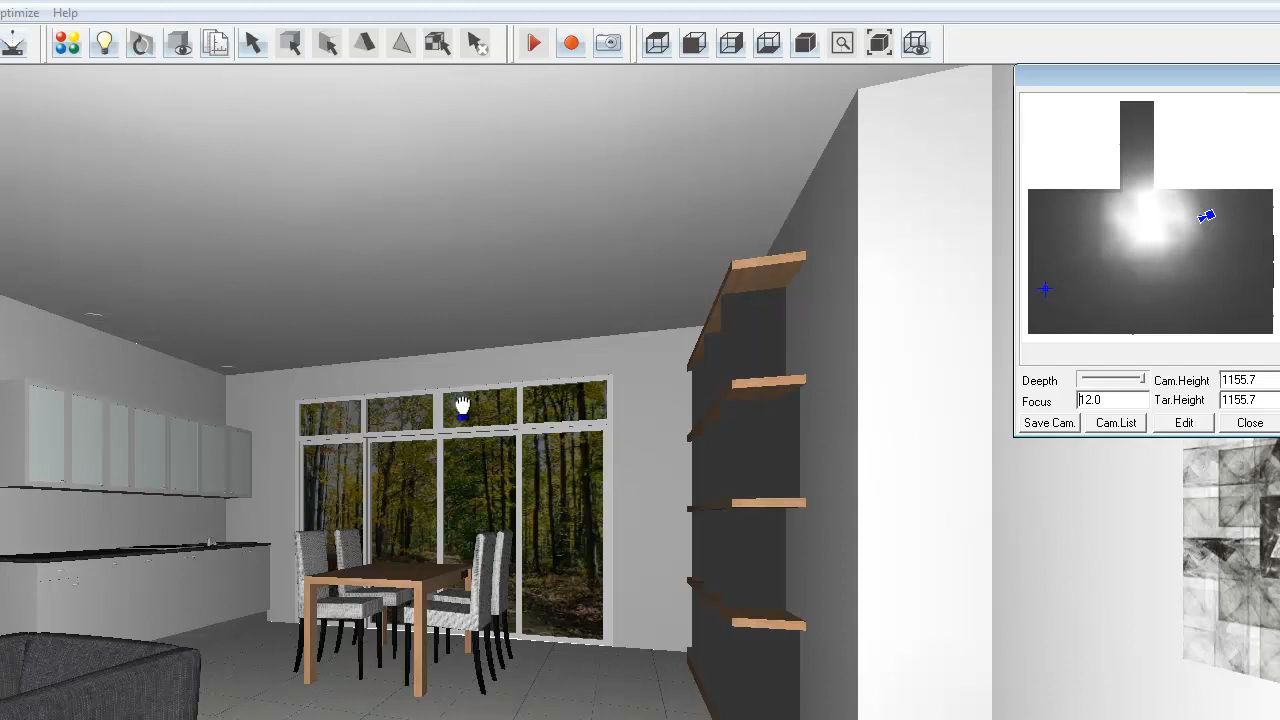 ptimize Help
Deepth Cam.Height 1155.7
Focus 12.0 Tar.Height 1155.7
Save Cam. Cam.List Edit Close